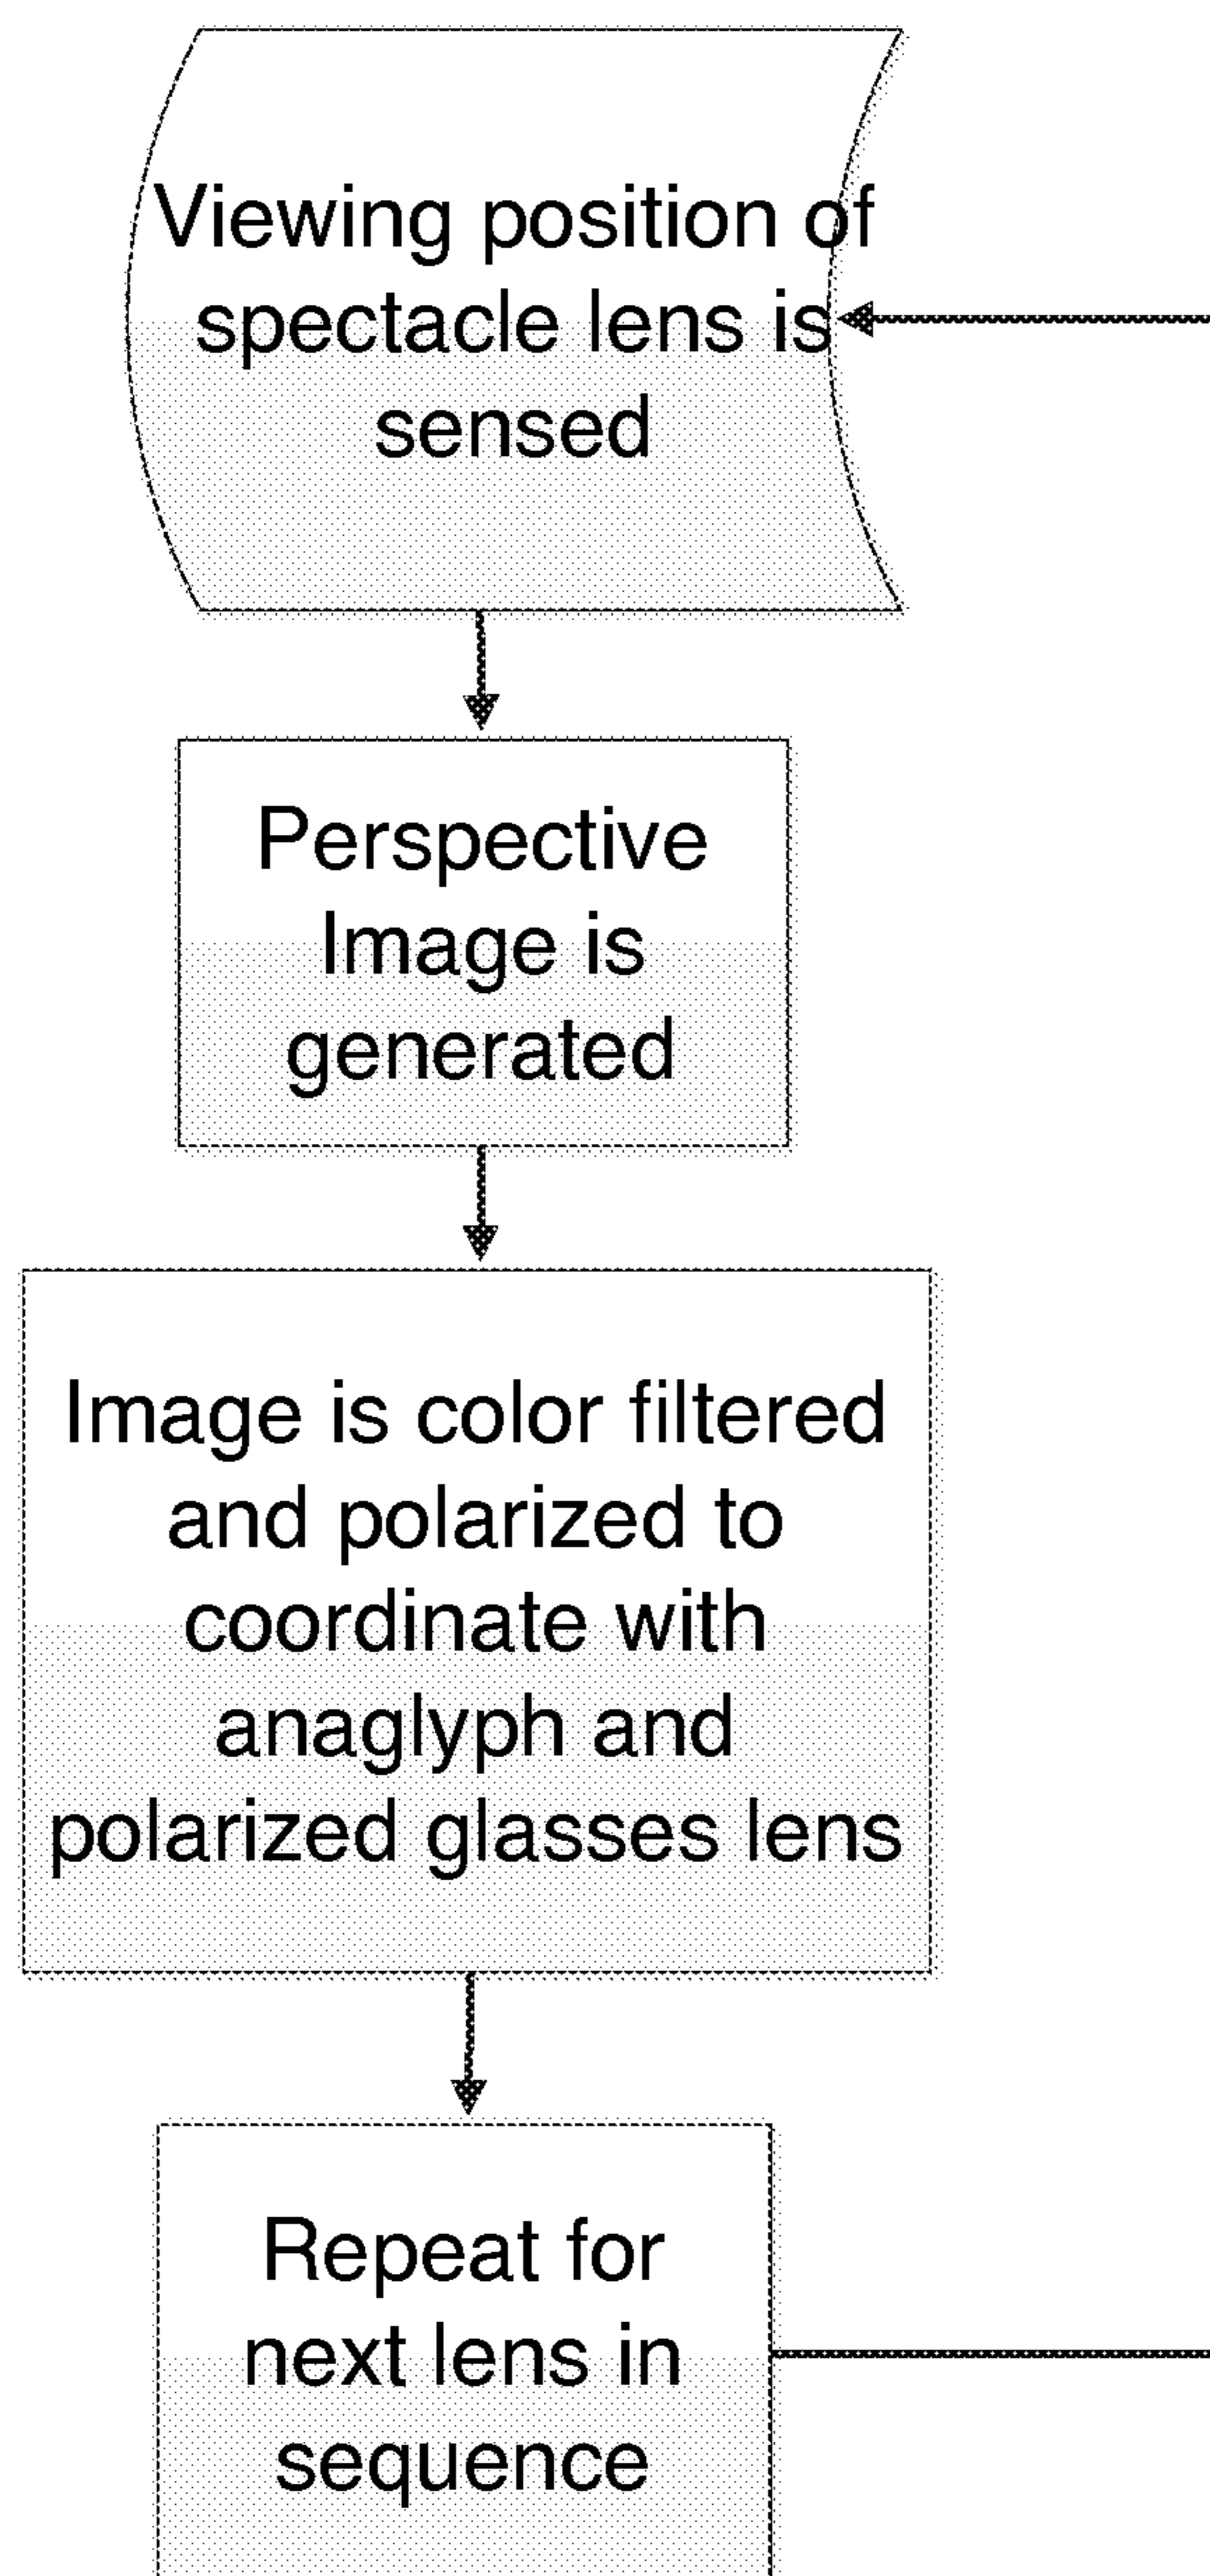 Viewing position of
spectacle lens is
sensed
Perspective
Image is
generated
Image is color filtered
and polarized to
coordinate with
anaglyph and
polarized glasses lens
Repeat for
next lens in
sequence